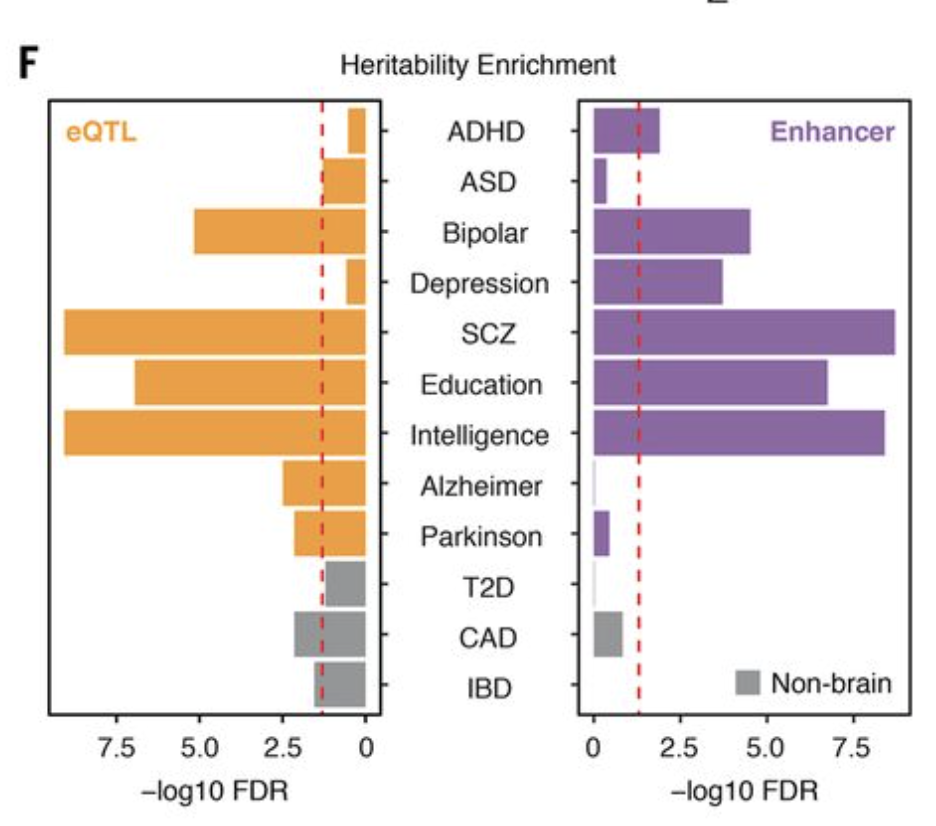 F
Heritability Enrichment
eQTL
Enhancer
ADHD
ASD
Bipolar
Depression
SCZ
Education
Intelligence
Alzheimer
Parkinson
T2D
CAD
IBD
Non-brain
7.5 5.0 2.5 0
0 2.5 5.0 7.5
−log10 FDR
−log10 FDR